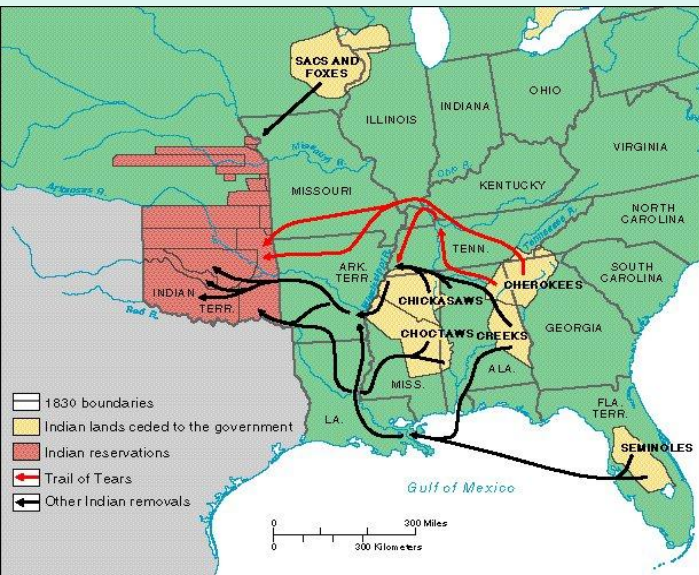 SACS AND
FOXES
ILLINOIS
INDIANA
OHIO
VIRGINIA
Missouri R.
Ohio R.
Arkansas R.
MISSOURI
KENTUCKY
NORTH
CAROLINA
Tennessee R.
TENN.
SOUTH
CAROLINA
ARK.
TERR.
Mississippi R.
CHEROKEES
INDIAN
TERR.
CHICKASAWS
Red R.
CHOCTAWS
CREEKS
GEORGIA
ALA.
MISS.
LA.
FLA.
TERR.
SEMINOLES
Gulf of Mexico
1830 boundaries
Indian lands ceded to the government
Indian reservations
Trail of Tears
Other Indian removals
0
300 Miles
0
300 Kilometers